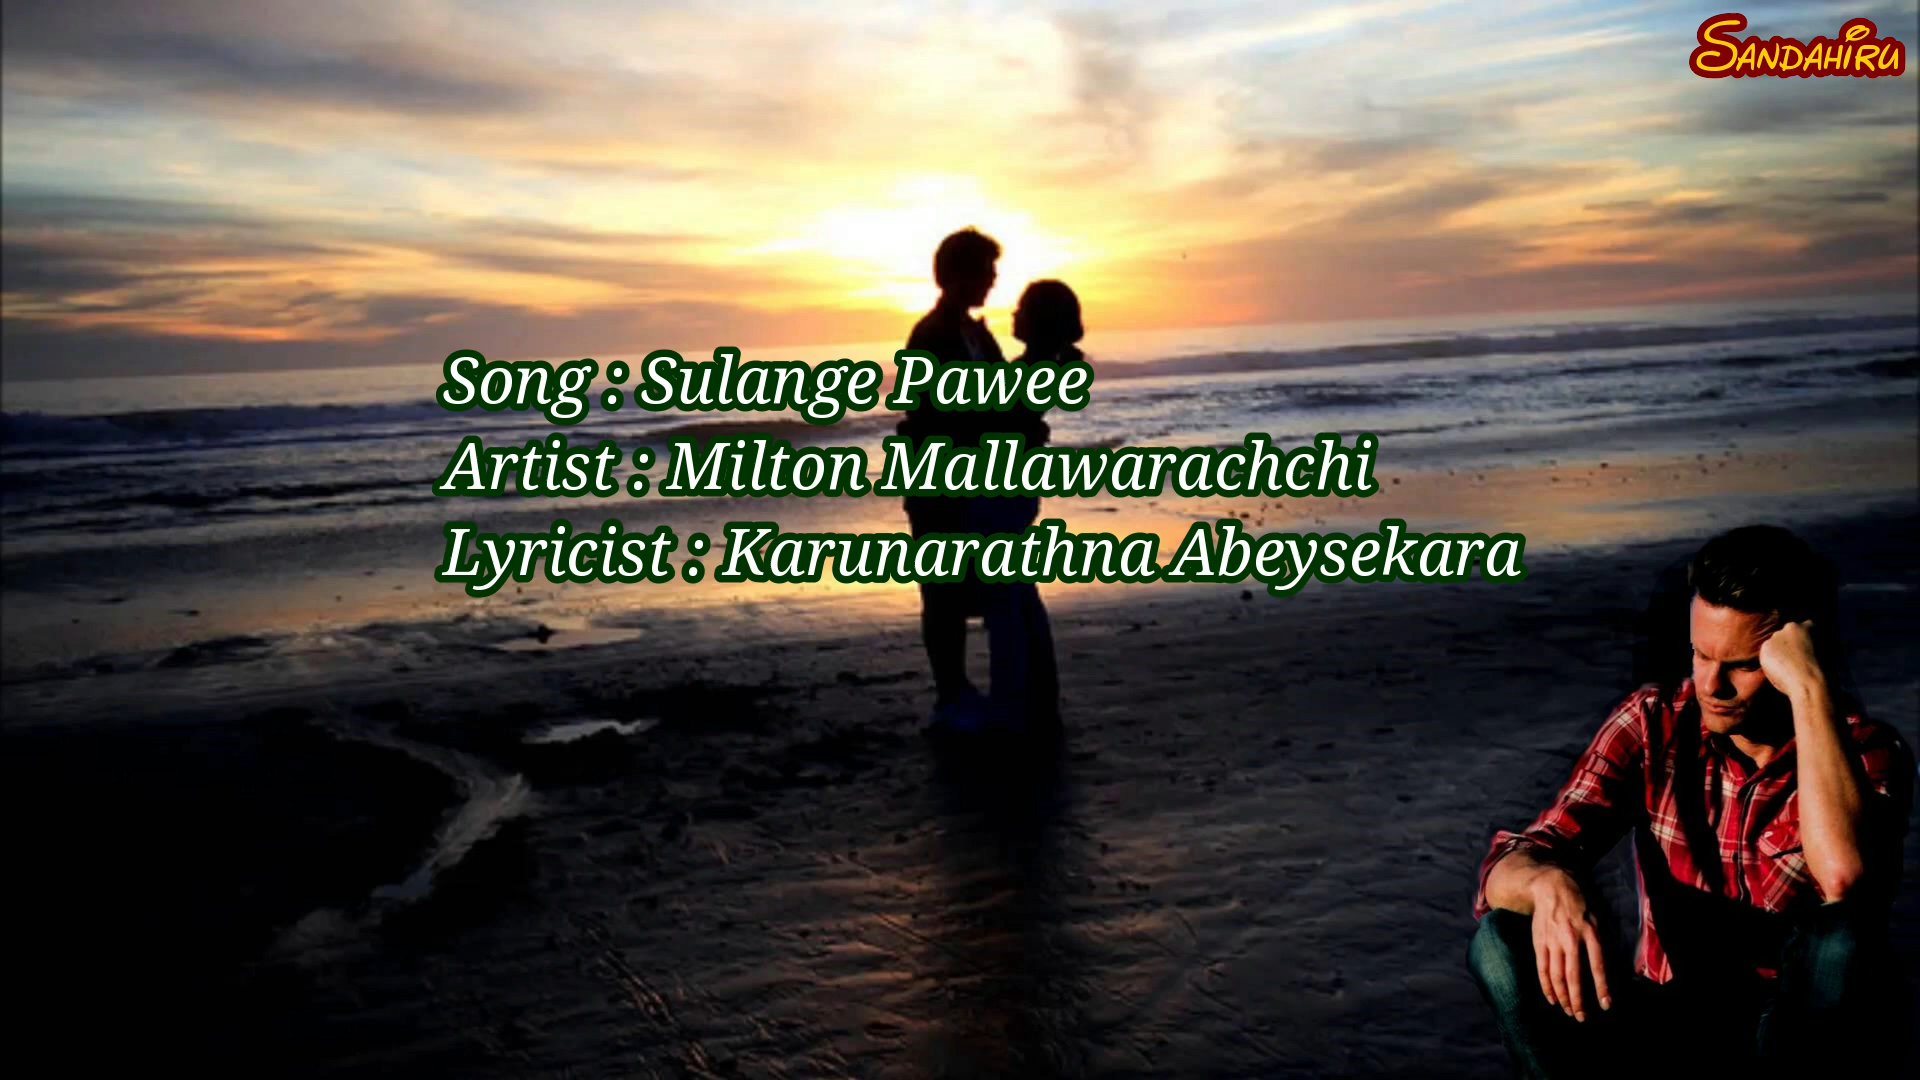 SANDAHIRU
Song : Sulange Pawee
Artist : Milton Mallawarachchi
Lyricist : Karunarathna Abeysekara